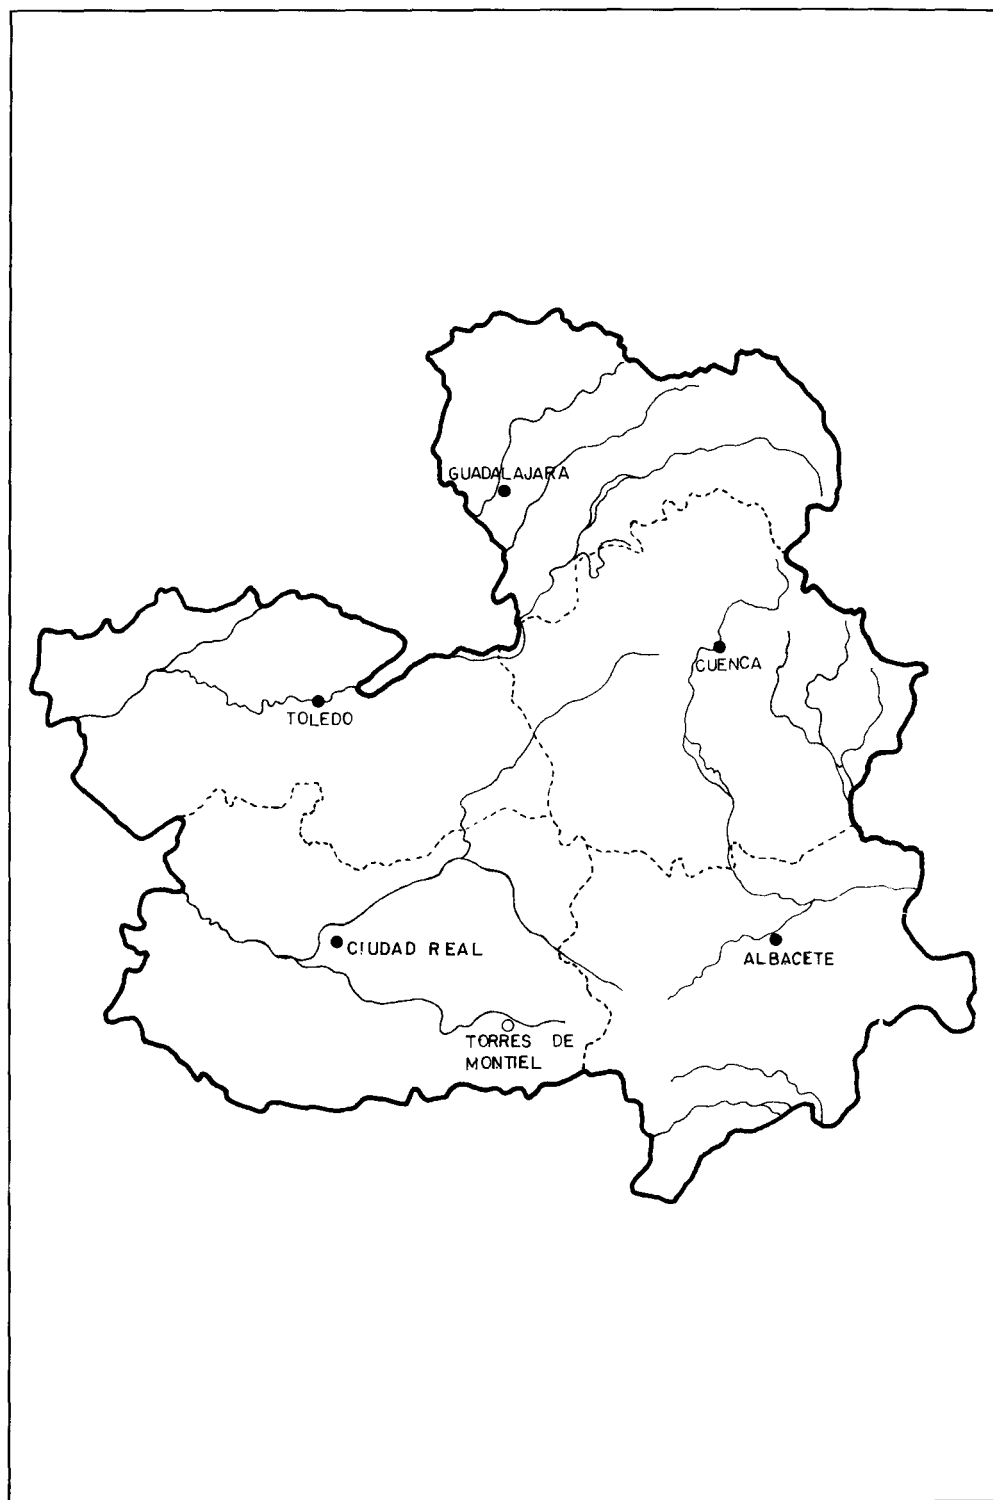 GUADALAJARA
CUENCA
TOLEDO
CIUDAD REAL
ALBACETE
TORRES DE
MONTIEL